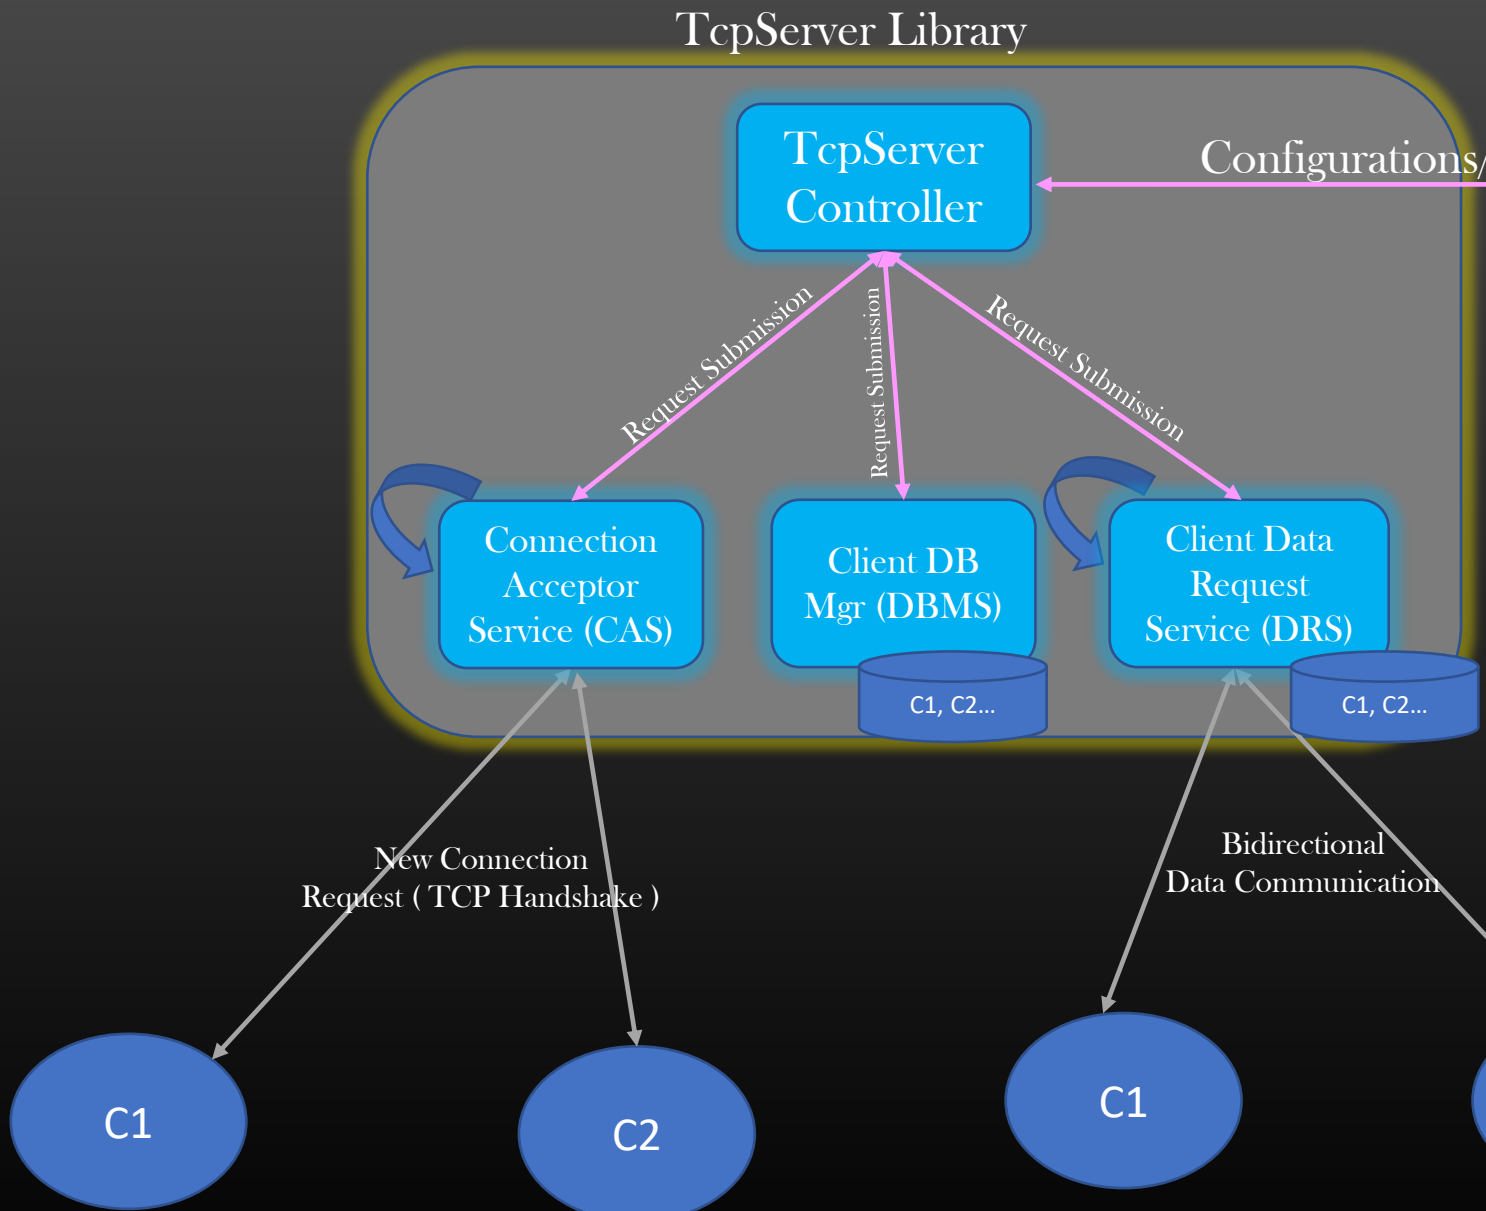 TcpServer Library
TcpServer
Controller
Configurations/
Request Submission
Request Submission
Request Submission
Connection
Acceptor
Service (CAS)
Client DB
Mgr (DBMS)
Client Data
Request
Service (DRS)
C1, C2...
C1, C2...
New Connection
Request ( TCP Handshake )
Bidirectional
Data Communication
C1
C2
C1